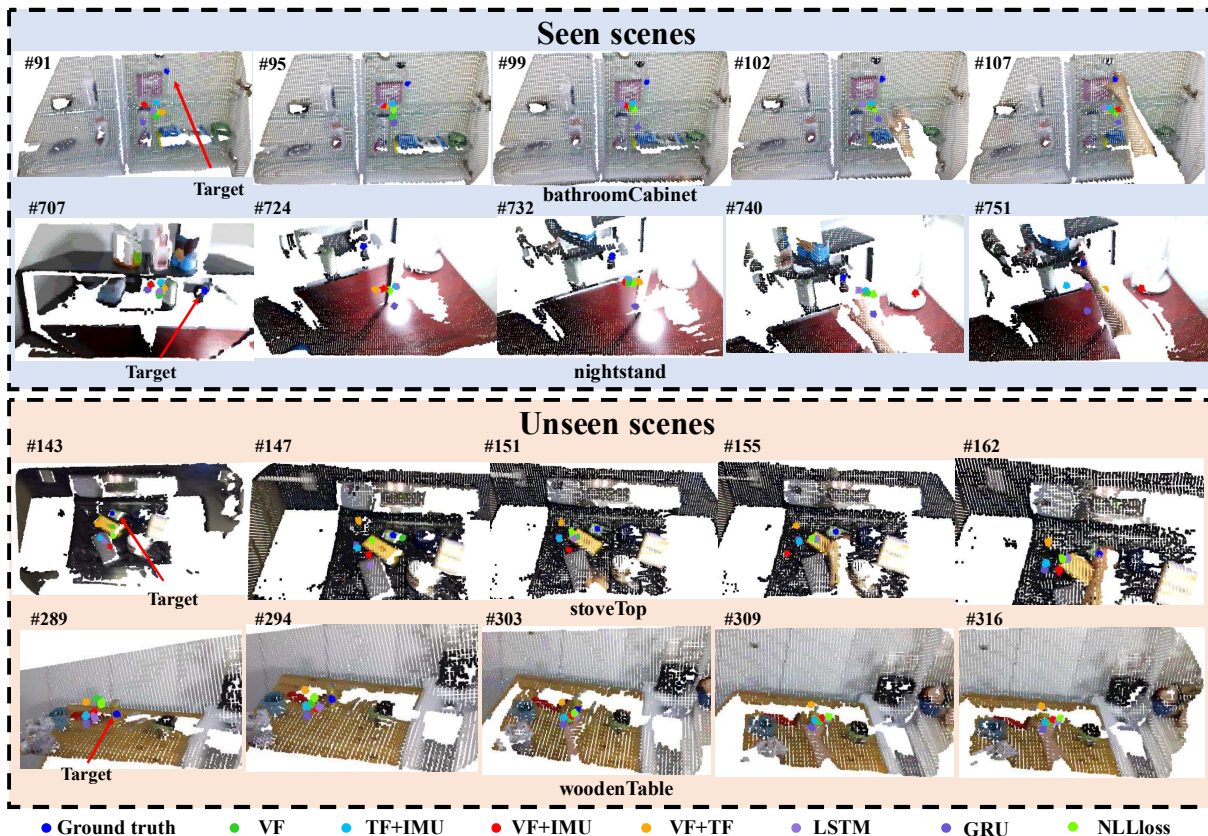 Seen scenes
#91 #95 #99 #102 #107
Target
bathroomCabinet
#707 #724 #732 #740 #751
Target
nightstand
Unseen scenes
#143 #147 #151 #155 #162
Target
stoveTop
#289 #294 #303 #309 #316
Target
woodenTable
Ground truth VF TF+IMU VF+IMU VF+TF LSTM GRU NLLloss